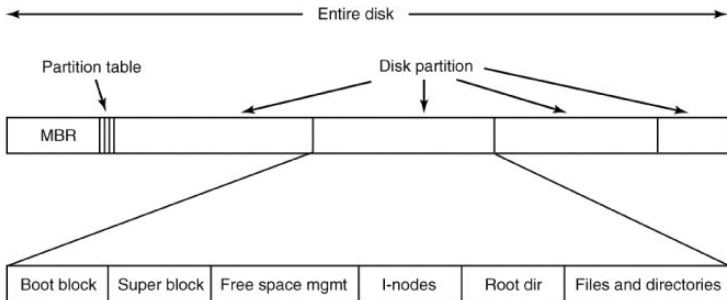 Entire disk
Partition table
Disk partition
MBR
Boot block
Super block
Free space mgmt
I-nodes
Root dir
Files and directories